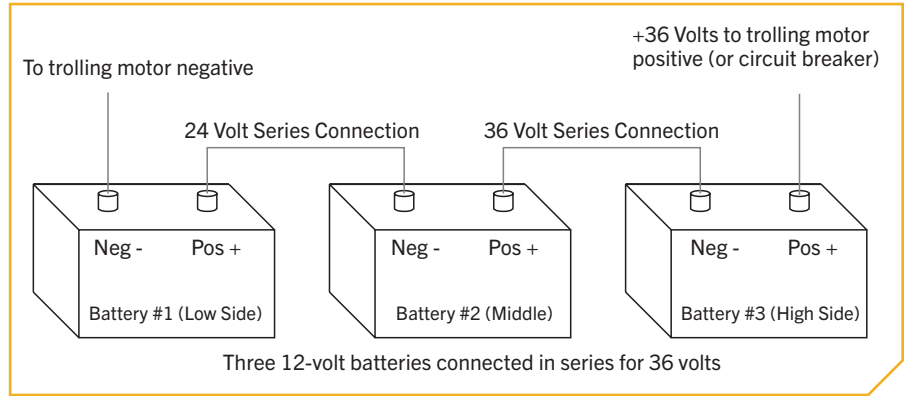 To trolling motor negative
+36 Volts to trolling motor
positive (or circuit breaker)
24 Volt Series Connection
36 Volt Series Connection
Neg -
Pos +
Neg -
Pos +
Neg -
Pos +
Battery #1 (Low Side)
Battery #2 (Middle)
Battery #3 (High Side)
Three 12-volt batteries connected in series for 36 volts